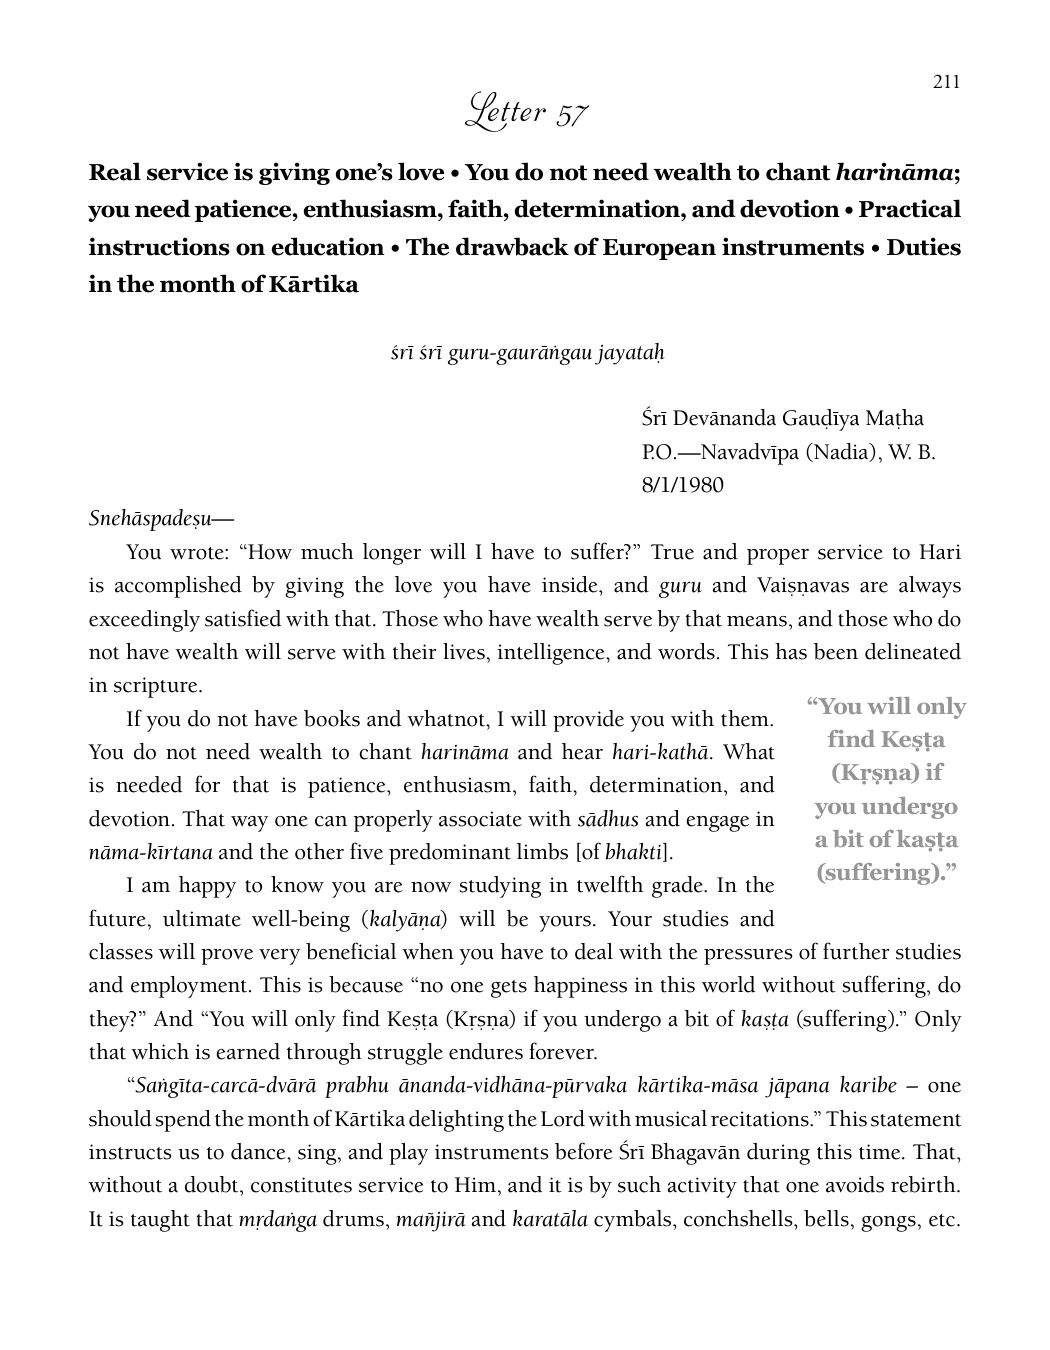 211
Letter 57
Real service is giving one’s love • You do not need wealth to chant harināma;
you need patience, enthusiasm, faith, determination, and devotion • Practical
instructions on education • The drawback of European instruments • Duties
in the month of Kārtika
śrī śrī guru-gaurāṅgau jayataḥ
Śrī Devānanda Gauḍīya Maṭha
P.O.—Navadvīpa (Nadia), W. B.
8/1/1980
Snehāspadeṣu—
You wrote: “How much longer will I have to suffer?” True and proper service to Hari
is accomplished by giving the love you have inside, and guru and Vaiṣṇavas are always
exceedingly satisfied with that. Those who have wealth serve by that means, and those who do
not have wealth will serve with their lives, intelligence, and words. This has been delineated
in scripture.
If you do not have books and whatnot, I will provide you with them.
You do not need wealth to chant harināma and hear hari-kathā. What
is needed for that is patience, enthusiasm, faith, determination, and
devotion. That way one can properly associate with sādhus and engage in
nāma-kīrtana and the other five predominant limbs [of bhakti].
I am happy to know you are now studying in twelfth grade. In the
future, ultimate well-being (kalyāṇa) will be yours. Your studies and
“You will only
find Keṣṭa
(Kṛṣṇa) if
you undergo
a bit of kaṣṭa
(suffering).”
classes will prove very beneficial when you have to deal with the pressures of further studies
and employment. This is because “no one gets happiness in this world without suffering, do
they?” And “You will only find Keṣṭa (Kṛṣṇa) if you undergo a bit of kaṣṭa (suffering).” Only
that which is earned through struggle endures forever.
“Saṅgīta-carcā-dvārā prabhu ānanda-vidhāna-pūrvaka kārtika-māsa jāpana karibe – one
should spend the month of Kārtika delighting the Lord with musical recitations.” This statement
instructs us to dance, sing, and play instruments before Śrī Bhagavān during this time. That,
without a doubt, constitutes service to Him, and it is by such activity that one avoids rebirth.
It is taught that mṛdaṅga drums, mañjirā and karatāla cymbals, conchshells, bells, gongs, etc.